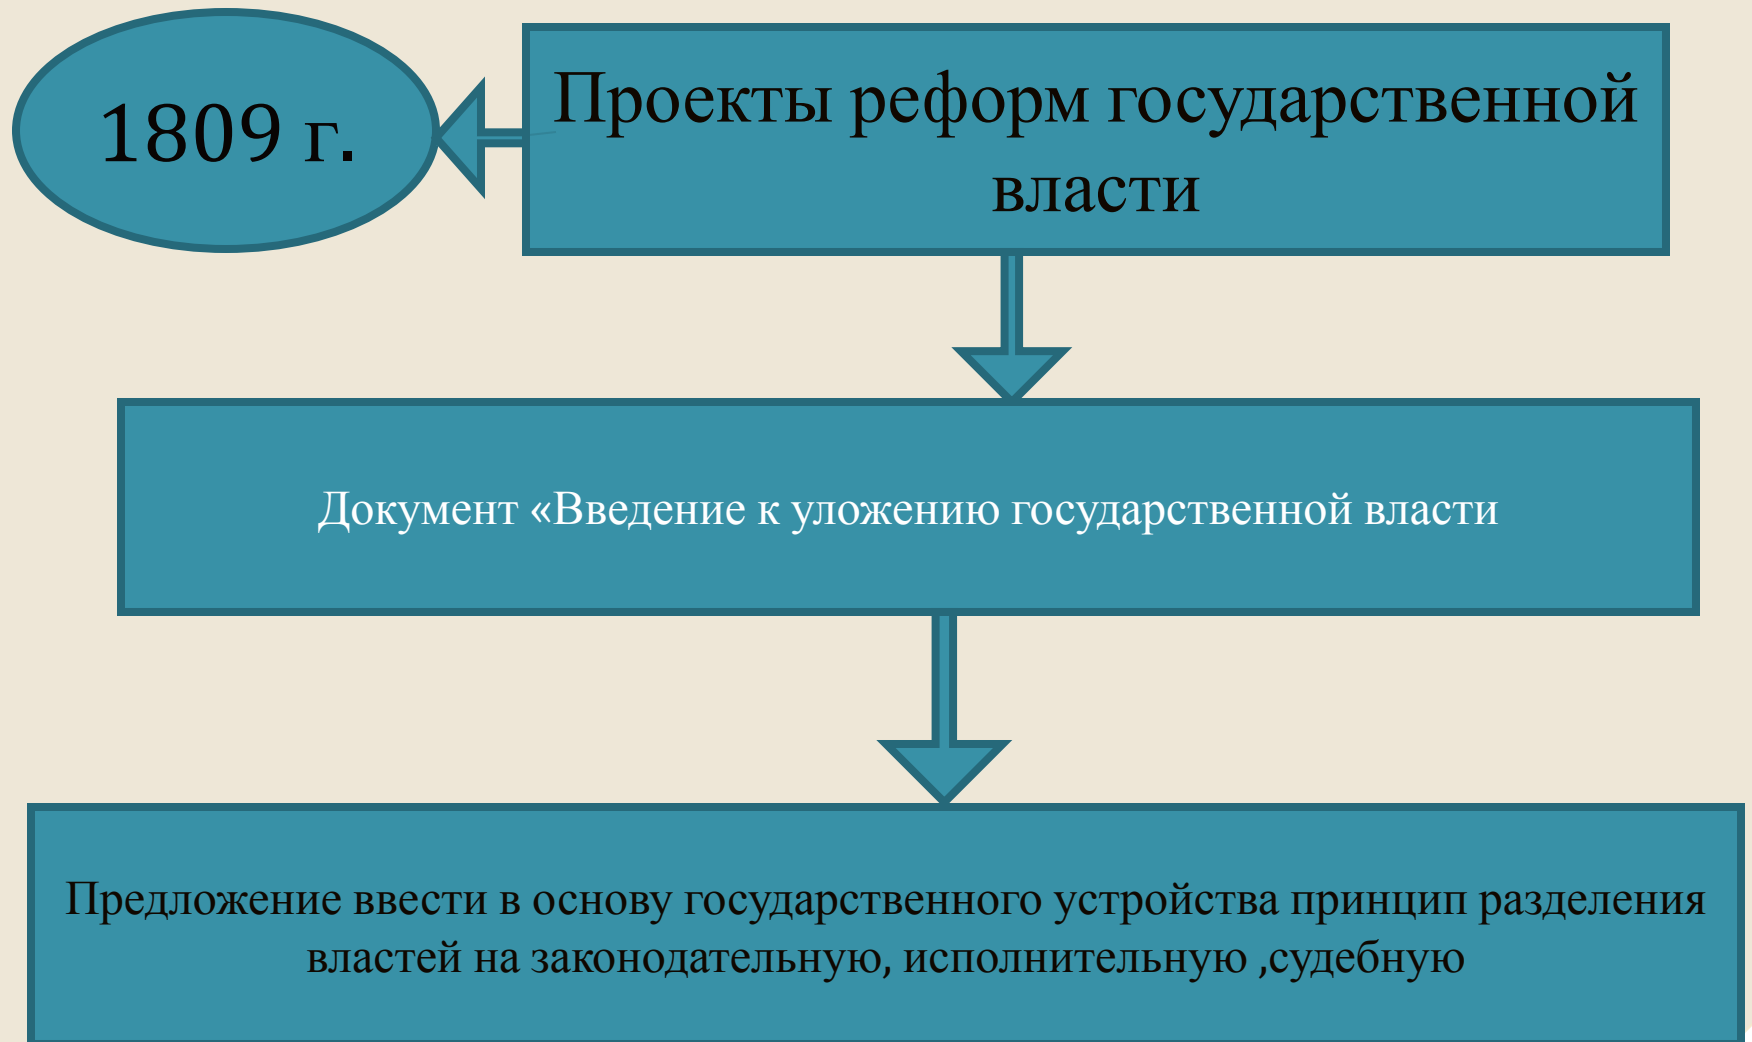 1809 г.
Проекты реформ государственной
власти
Документ «Введение к уложению государственной власти
Предложение ввести в основу государственного устройства принцип разделения
властей на законодательную, исполнительную ,судебную